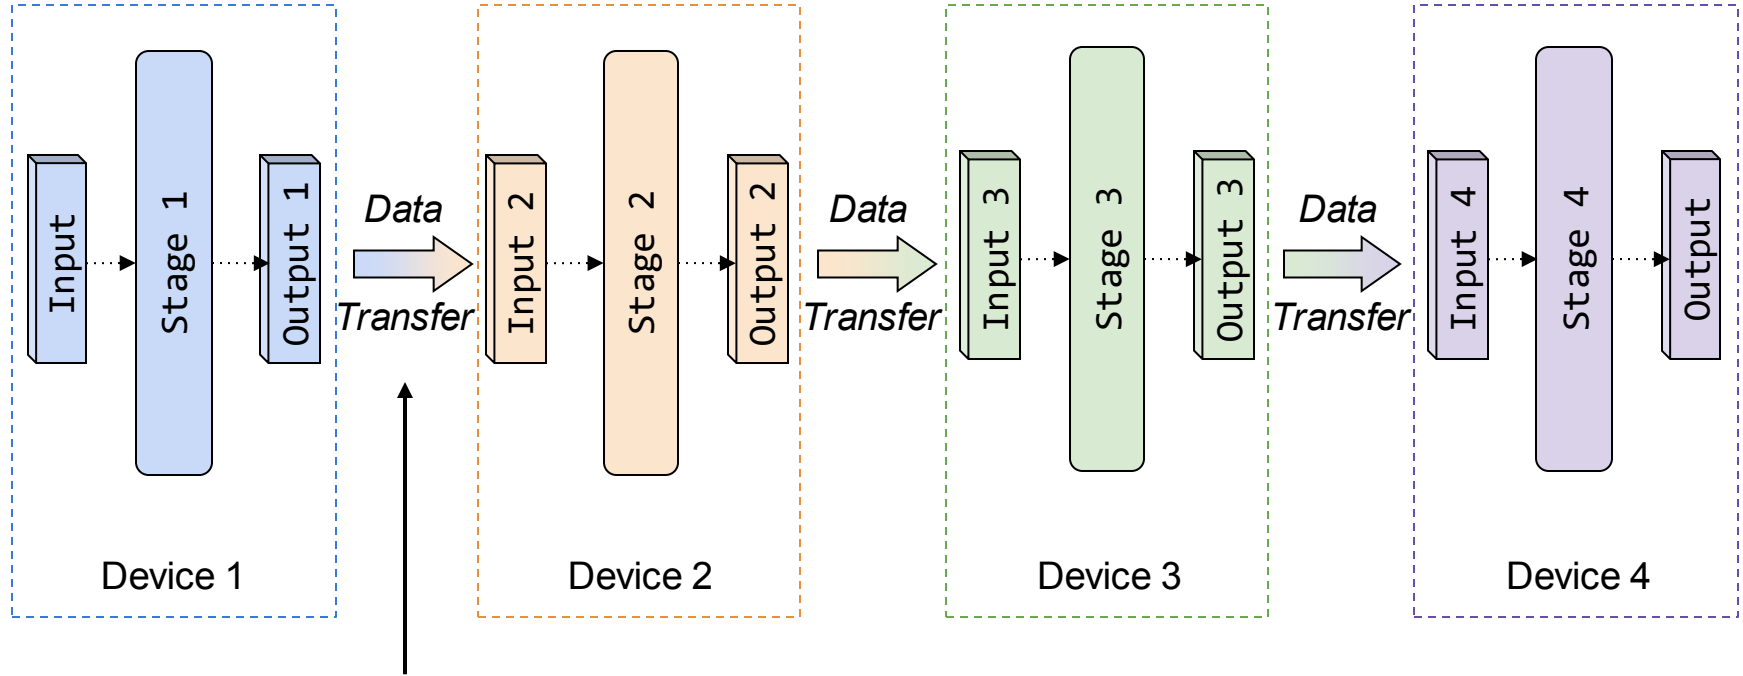 Input
Stage 1
Output 1
Device 1
Data
Transfer
Input 2
Stage 2
Output 2
Device 2
Data
Transfer
Input 3
Stage 3
Output 3
Device 3
Data
Transfer
Input 4
Stage 4
Output
Device 4